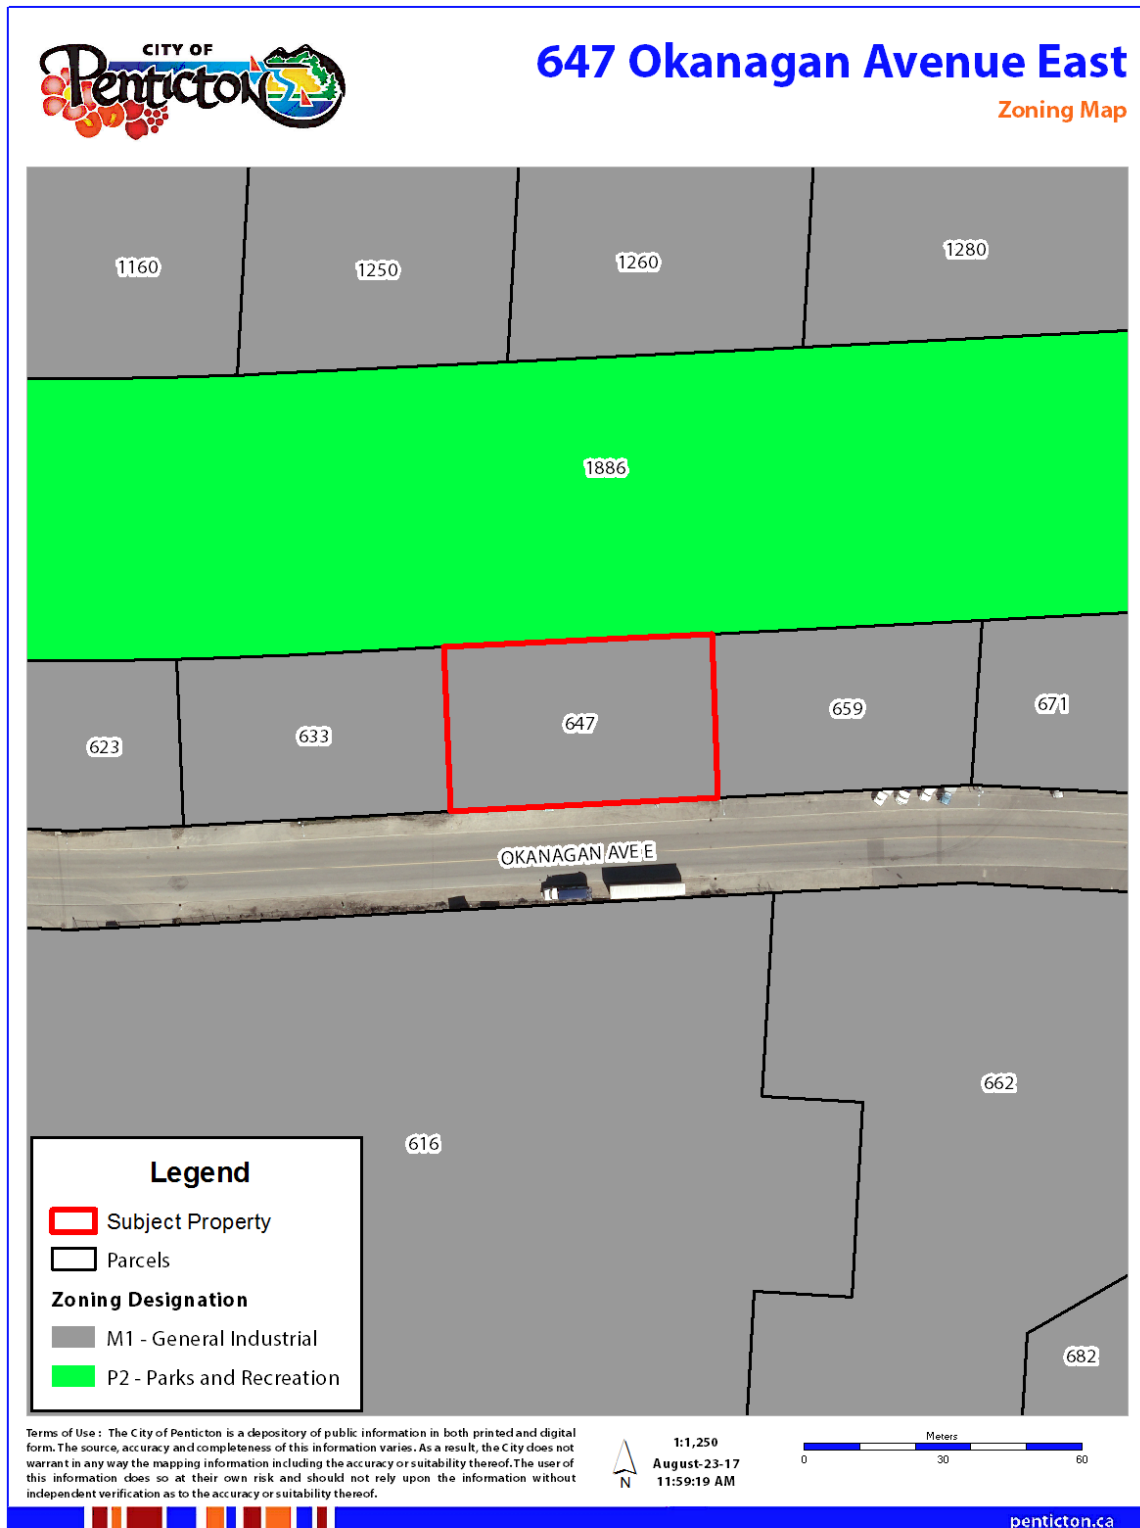 CITY OF
Penticton
647 Okanagan Avenue East
Zoning Map
1160
1250
1260
1280
1886
623
633
647
659
671
OKANAGAN AVE E
616
662
682
Legend
Subject Property
Parcels
Zoning Designation
M1 - General Industrial
P2 - Parks and Recreation
Terms of Use : The City of Penticton is a depository of public information in both printed and digital
form. The source, accuracy and completeness of this information varies. As a result, the City does not
warrant in any way the mapping information including the accuracy or suitability thereof. The user of
this information does so at their own risk and should not rely upon the information without
independent verification as to the accuracy or suitability thereof.
N
1:1,250
August-23-17
11:59:19 AM
Meters
0 30 60
penticton.ca